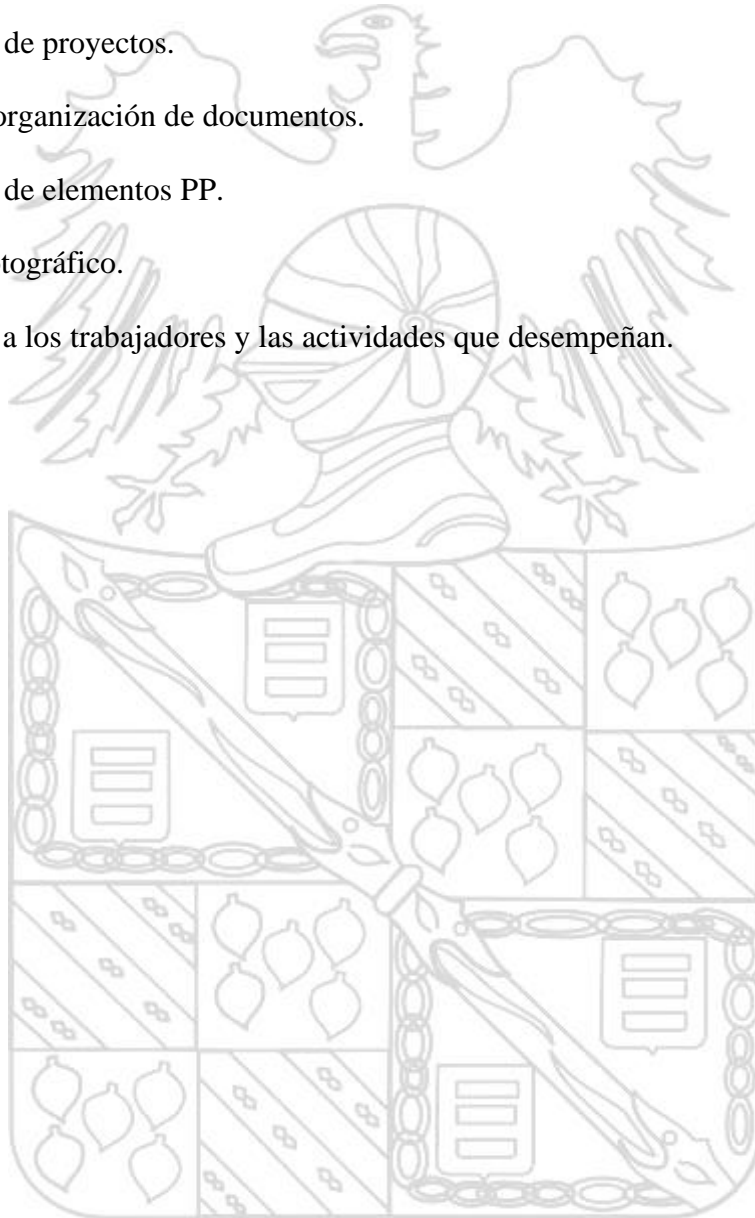 de proyectos.
organización de documentos.
de elementos PP.
tográfico.
a los trabajadores y las actividades que desempeñan.